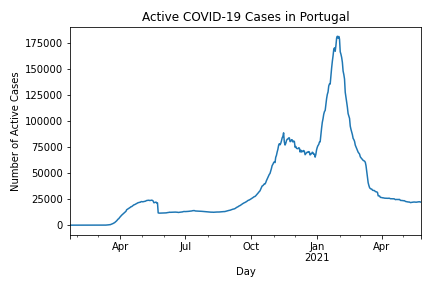 Active COVID-19 Cases in Portugal
Number of Active Cases
175000
150000
125000
100000
75000
50000
25000
0
Apr Jul Oct Jan Apr
2021
Day